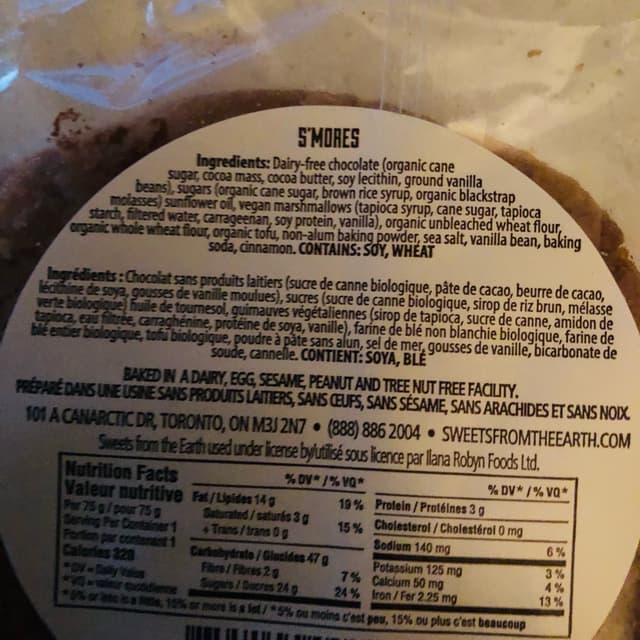 S'MORES
Ingredients: Dairy-free chocolate (organic cane
sugar, cocoa mass, cocoa butter, soy lecithin, ground vanilla
beans), sugars (organic cane sugar, brown rice syrup, organic blackstrap
molasses) sunflower oil, vegan marshmallows (tapioca syrup, cane sugar, tapioca
starch, filtered water, carrageenan, soy protein, vanilla), organic unbleached wheat flour,
organic whole wheat flour, organic tofu, non-alum baking powder, sea salt, vanilla bean, baking
soda, cinnamon. CONTAINS: SOY, WHEAT
Ingrédients : Chocolat sans produits laitiers (sucre de canne biologique, pâte de cacao, beurre de cacao,
lécithine de soya, gousses de vanille moulues), sucres (sucre de canne biologique, sirop de riz brun, mélasse
verte biologique) huile de tournesol, guimauves végétaliennes (sirop de tapioca, sucre de canne, amidon de
tapioca, eau filtrée, carraghénine, protéine de soya, vanille), farine de blé non blanchie biologique, farine de
blé entier biologique, tofu biologique, poudre à pâte sans alun, sel de mer, gousses de vanille, bicarbonate de
soude, cannelle. CONTIENT: SOYA, BLÉ
BAKED IN A DAIRY, EGG, SESAME, PEANUT AND TREE NUT FREE FACILITY.
PRÉPARÉ DANS UNE USINE SANS PRODUITS LAITIERS, SANS ŒUFS, SANS SÉSAME, SANS ARACHIDES ET SANS NOIX.
101 A CANARCTIC DR, TORONTO, ON M3J 2N7 • (888) 886 2004 • SWEETSFROMTHEEARTH.COM
Sweets from the Earth used under license by/utilisé sous licence par Ilana Robyn Foods Ltd.
Nutrition Facts
Valeur nutritive
Per 75 g / pour 75 g
Serving Per Container 1
Portion par contenant 1
Calories 320
*DV = Daily Value
*VQ = valeur quotidienne
% DV* / % VQ*
Fat / Lipides 14 g 19 %
Saturated / saturés 3 g
+ Trans / trans 0 g 15 %
Carbohydrate / Glucides 47 g
Fibre / Fibres 2 g 7 %
Sugars / Sucres 24 g 24 %
% DV* / % VQ*
Protein / Protéines 3 g
Cholesterol / Cholestérol 0 mg
Sodium 140 mg 6 %
Potassium 125 mg 3 %
Calcium 50 mg 4 %
Iron / Fer 2.25 mg 13 %
*5% or less is a little, 15% or more is a lot / *5% ou moins c'est peu, 15% ou plus c'est beaucoup